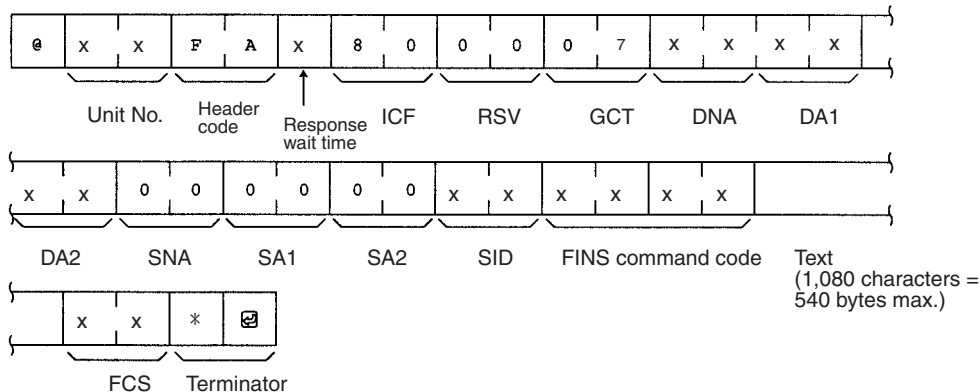 @ x x F A x 8 0 0 0 0 7 x x x x
Unit No. Header code Response wait time ICF RSV GCT DNA DA1
x x 0 0 0 0 0 0 x x x x x x
DA2 SNA SA1 SA2 SID FINS command code Text
(1,080 characters =
540 bytes max.)
x x * ↵
FCS Terminator